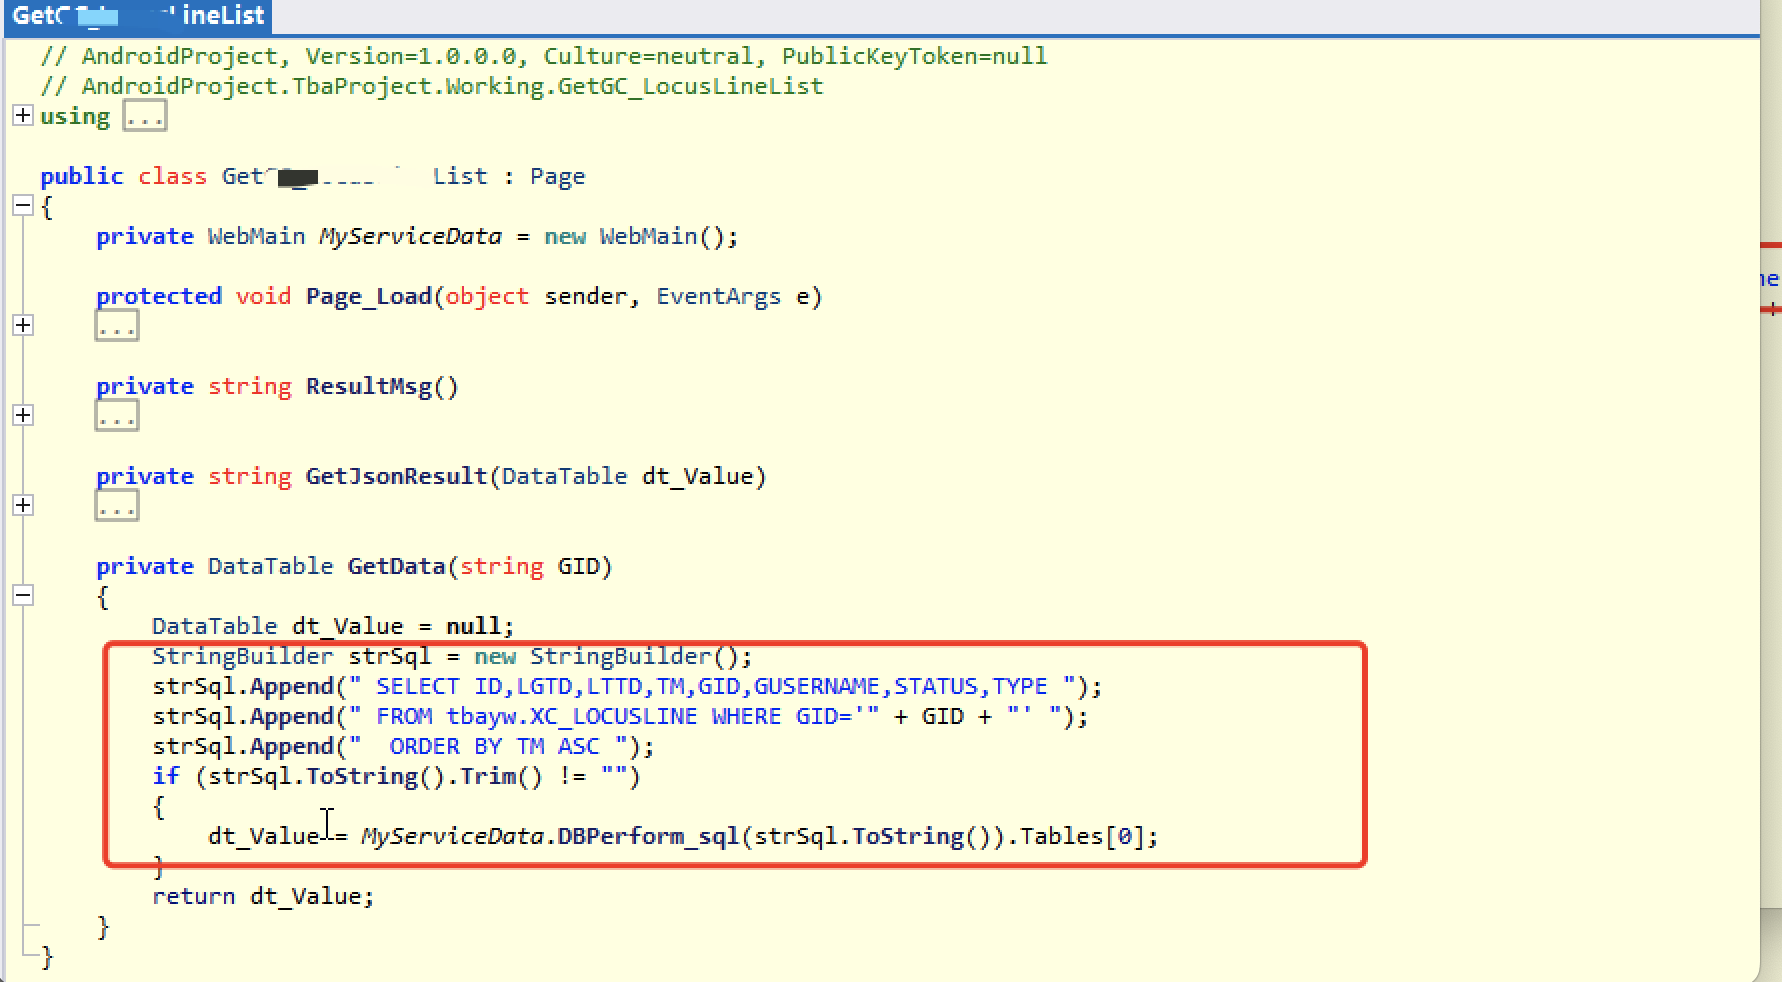 GetG ineList
// AndroidProject, Version=1.0.0.0, Culture=neutral, PublicKeyToken=null
// AndroidProject.TbaProject.Working.GetGC_LocusLineList
using ...
public class Get List : Page
{
private WebMain MyServiceData = new WebMain();
protected void Page_Load(object sender, EventArgs e)
...
private string ResultMsg()
...
private string GetJsonResult(DataTable dt_Value)
...
private DataTable GetData(string GID)
{
DataTable dt_Value = null;
StringBuilder strSql = new StringBuilder();
strSql.Append(" SELECT ID,LGTD,LTTD,TM,GID,GUSERNAME,STATUS,TYPE ");
strSql.Append(" FROM tbayw.XC_LOCUSLINE WHERE GID='" + GID + "' ");
strSql.Append("  ORDER BY TM ASC ");
if (strSql.ToString().Trim() != "")
{
dt_Value = MyServiceData.DBPerform_sql(strSql.ToString()).Tables[0];
}
return dt_Value;
}
}